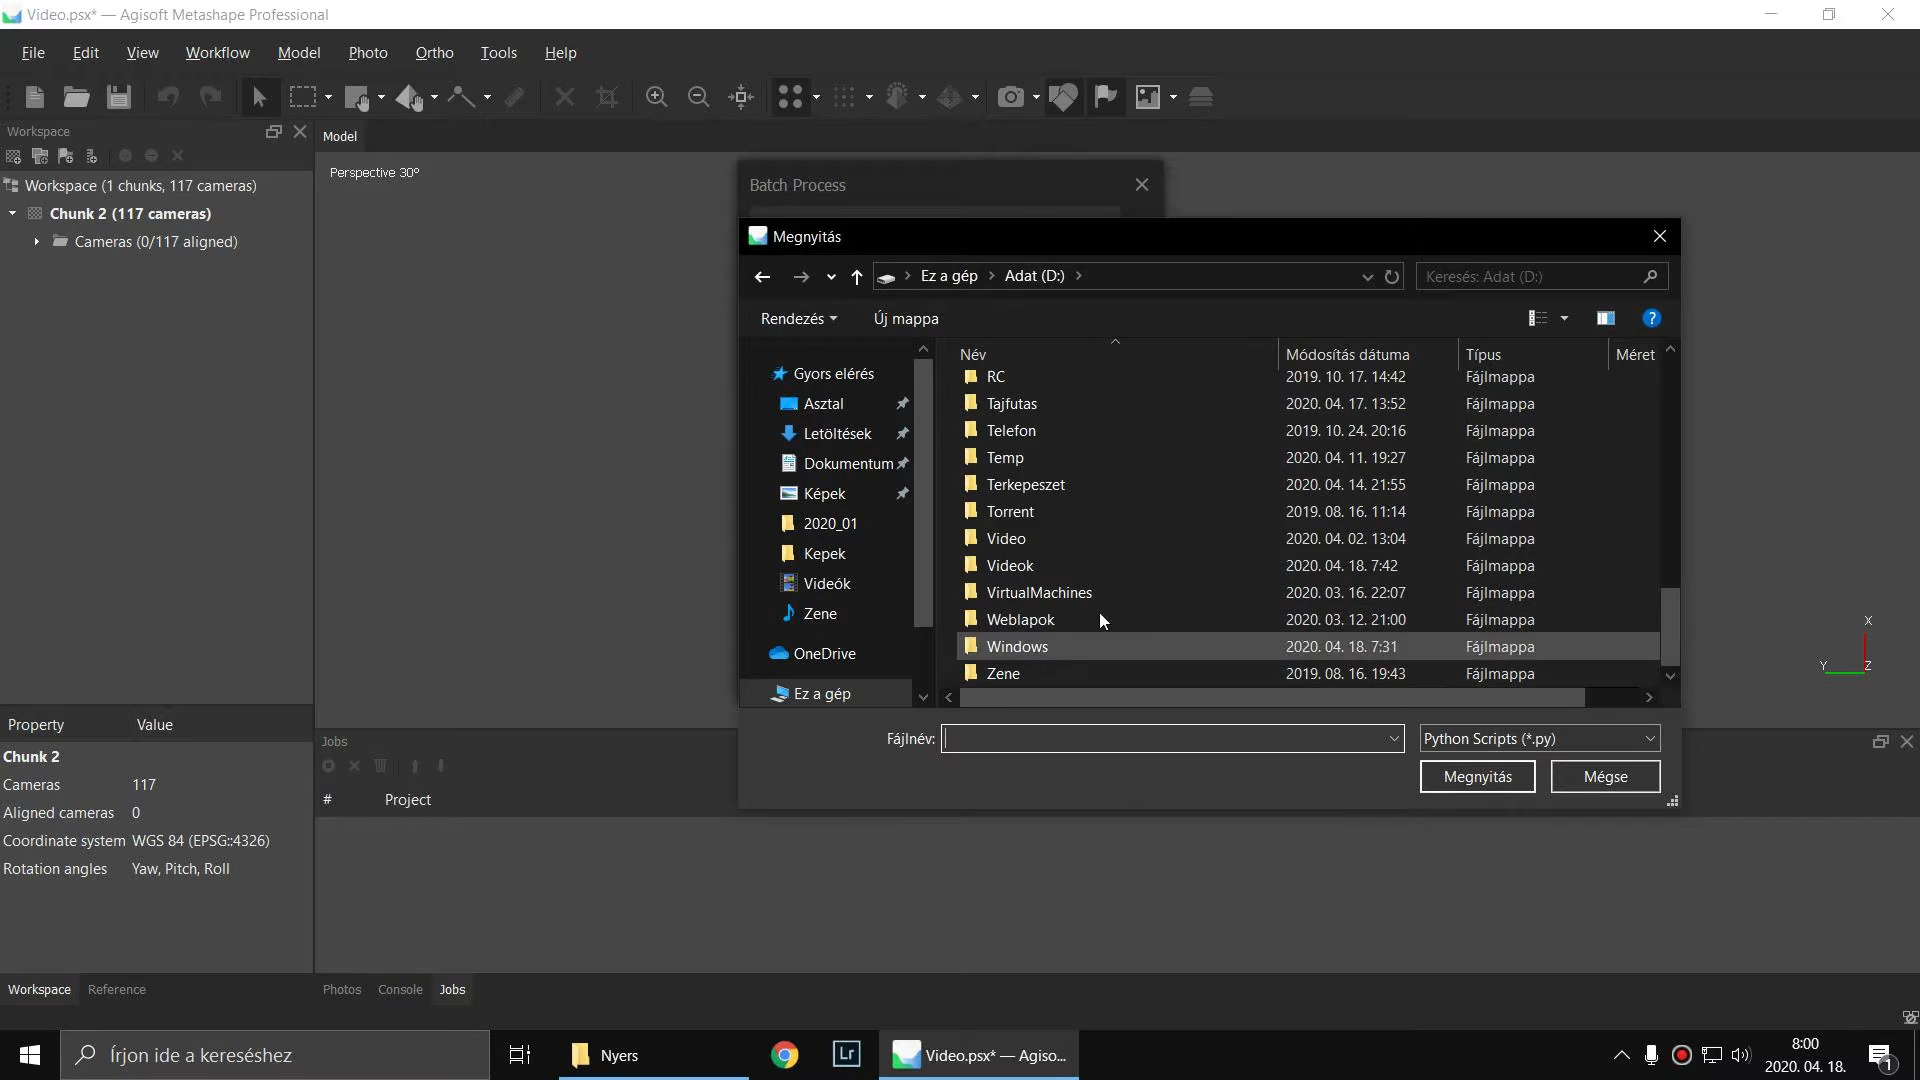 Video.psx* — Agisoft Metashape Professional
File Edit View Workflow Model Photo Ortho Tools Help
Workspace
Workspace (1 chunks, 117 cameras)
Chunk 2 (117 cameras)
Cameras (0/117 aligned)
Model
Perspective 30°
Batch Process
Megnyitás
Ez a gép Adat (D:)
Keresés: Adat (D:)
Rendezés Új mappa
?
Gyors elérés
Asztal
Letöltések
Dokumentum
Képek
2020_01
Kepek
Videók
Zene
OneDrive
Ez a gép
Név Módosítás dátuma Típus Méret
RC 2019. 10. 17. 14:42 Fájlmappa
Tajfutas 2020. 04. 17. 13:52 Fájlmappa
Telefon 2019. 10. 24. 20:16 Fájlmappa
Temp 2020. 04. 11. 19:27 Fájlmappa
Terkepeszet 2020. 04. 14. 21:55 Fájlmappa
Torrent 2019. 08. 16. 11:14 Fájlmappa
Video 2020. 04. 02. 13:04 Fájlmappa
Videok 2020. 04. 18. 7:42 Fájlmappa
VirtualMachines 2020. 03. 16. 22:07 Fájlmappa
Weblapok 2020. 03. 12. 21:00 Fájlmappa
Windows 2020. 04. 18. 7:31 Fájlmappa
Zene 2019. 08. 16. 19:43 Fájlmappa
Fájlnév: Python Scripts (*.py)
Megnyitás Mégse
X
Y Z
Property Value
Chunk 2
Cameras 117
Aligned cameras 0
Coordinate system WGS 84 (EPSG::4326)
Rotation angles Yaw, Pitch, Roll
Jobs
# Project
Workspace Reference
Photos Console Jobs
Írjon ide a kereséshez
Nyers
Lr
Video.psx* — Agiso...
8:00
2020. 04. 18.
1